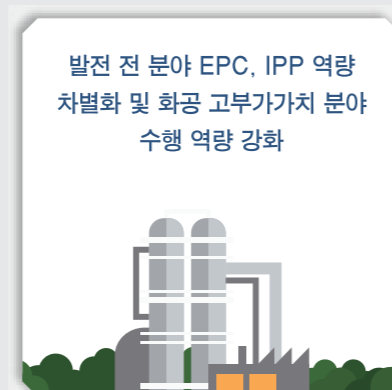 발전 전 분야 EPC, IPP 역량
차별화 및 화공 고부가가치 분야
수행 역량 강화